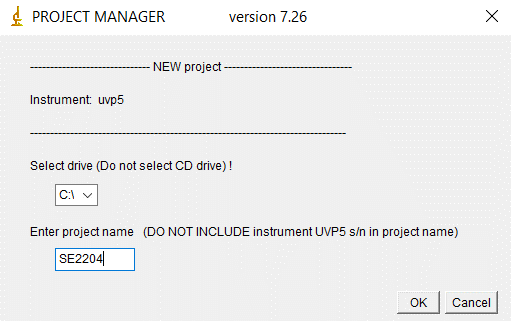 PROJECT MANAGER version 7.26
------------------------------ NEW project --------------------------------
Instrument: uvp5
-------------------------------------------------------------------------------
Select drive (Do not select CD drive) !
C:\
Enter project name (DO NOT INCLUDE instrument UVP5 s/n in project name)
SE2204
OK Cancel